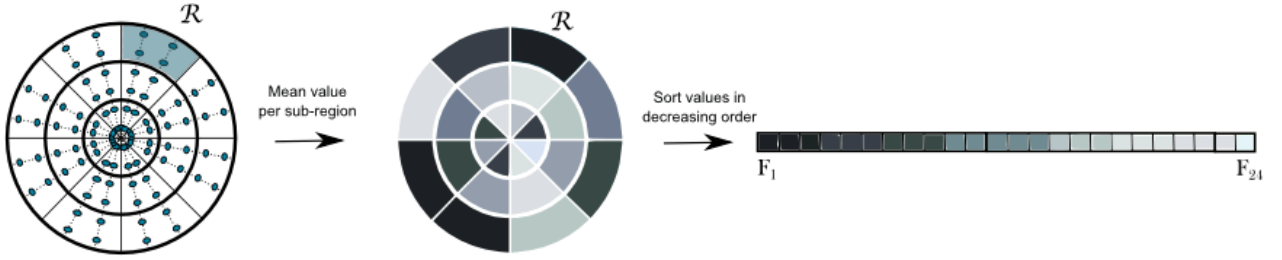 R
Mean value
per sub-region
R
Sort values in
decreasing order
F1
F24